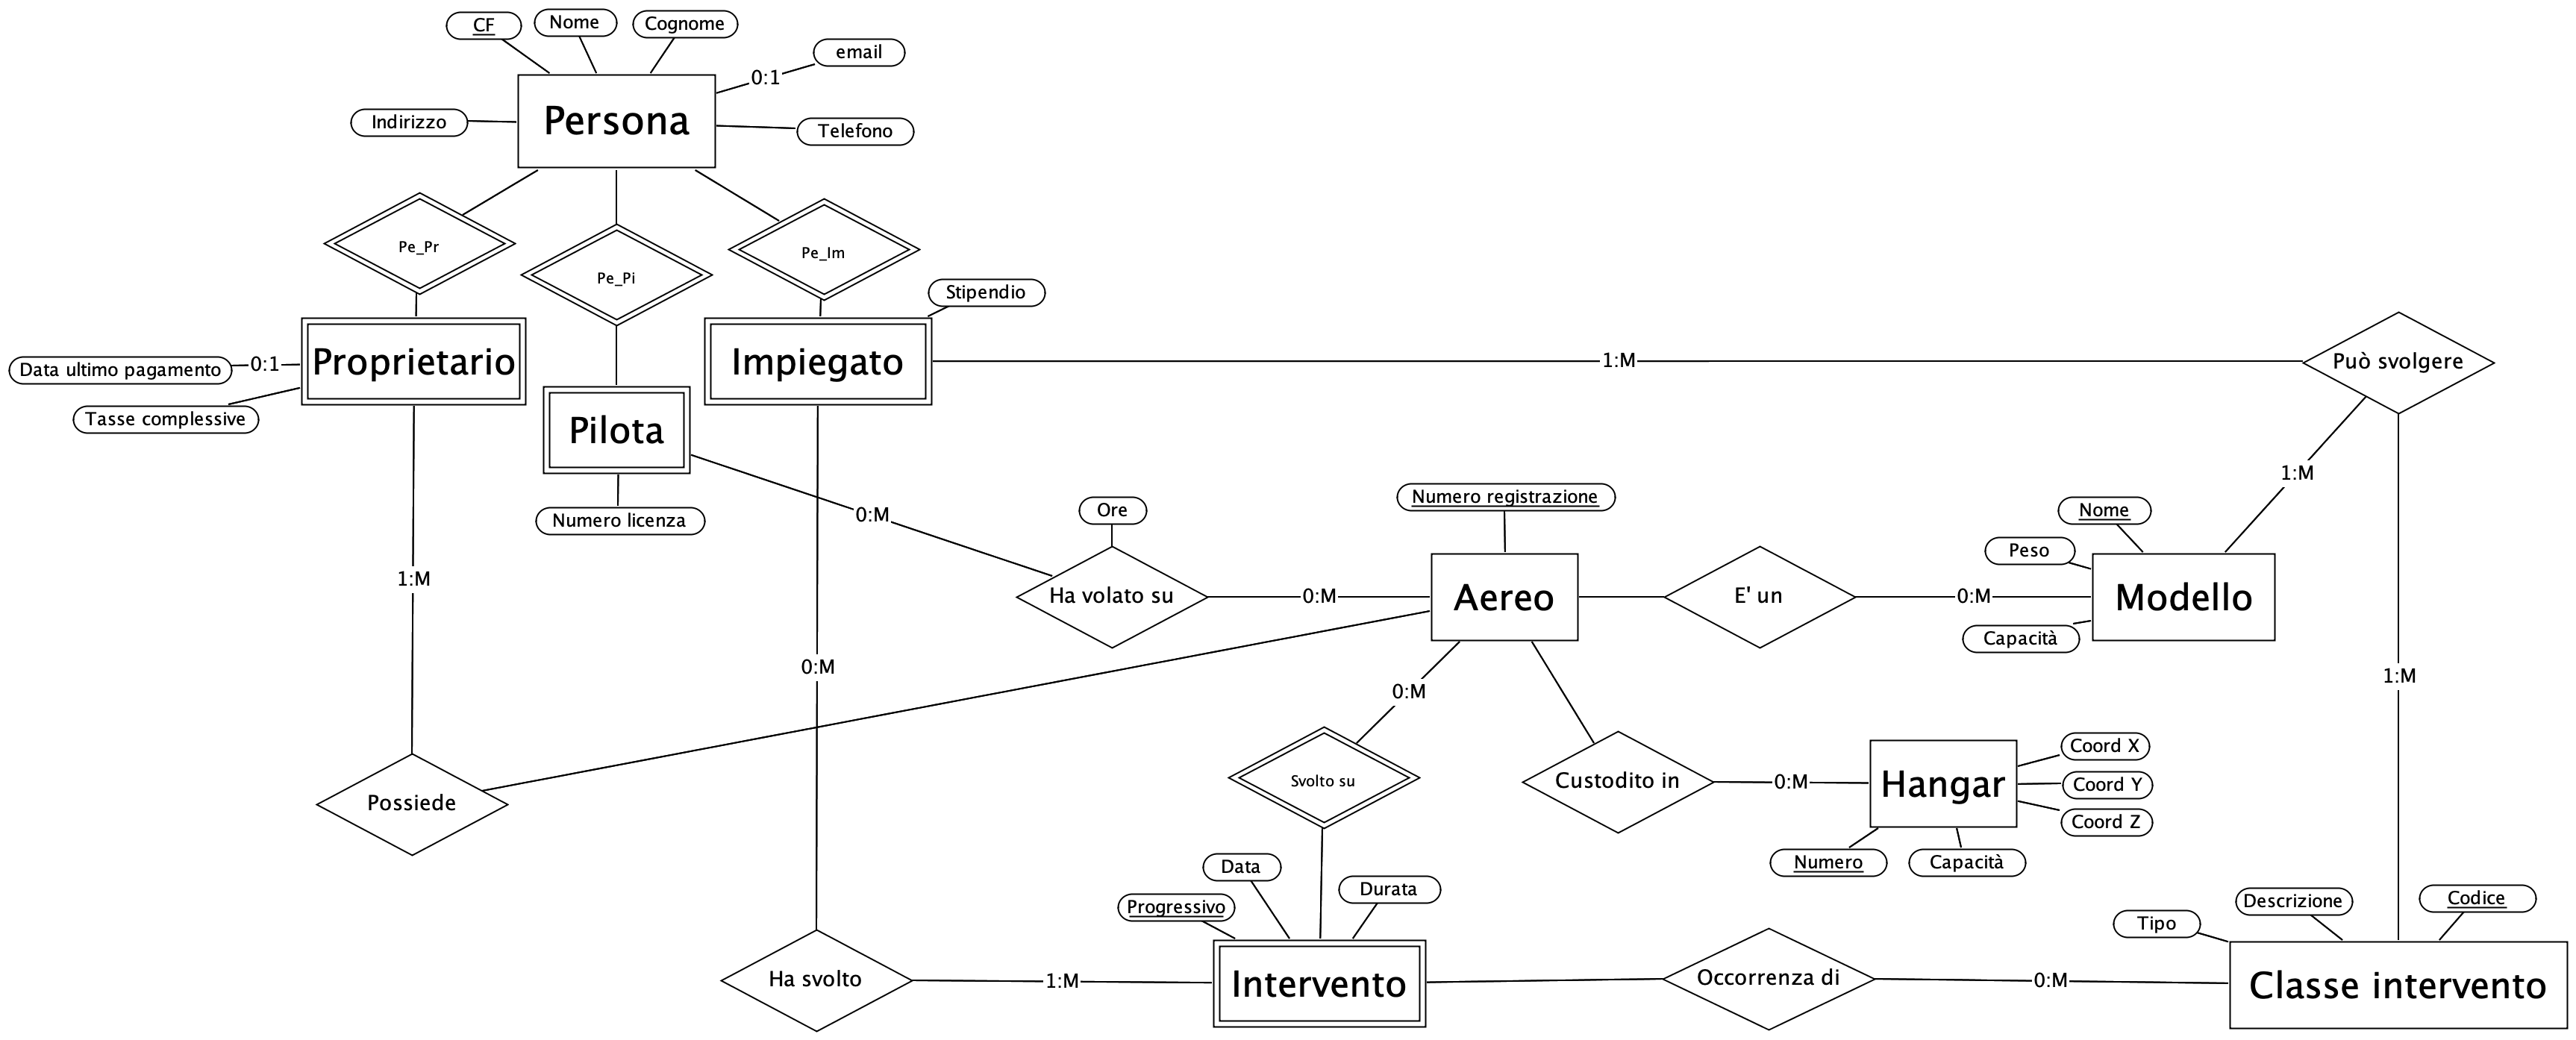 CF
Nome
Cognome
email
0:1
Indirizzo
Persona
Telefono
Pe_Pr
Pe_Pi
Pe_Im
Stipendio
Data ultimo pagamento
0:1
Proprietario
Impiegato
1:M
Può svolgere
Tasse complessive
Pilota
1:M
Numero licenza
0:M
Ore
Numero registrazione
Nome
Peso
1:M
Ha volato su
0:M
Aereo
E' un
0:M
Modello
Capacità
0:M
0:M
1:M
Possiede
Svolto su
Custodito in
0:M
Hangar
Coord X
Coord Y
Coord Z
Numero
Capacità
Data
Durata
Progressivo
Tipo
Descrizione
Codice
Ha svolto
1:M
Intervento
Occorrenza di
0:M
Classe intervento